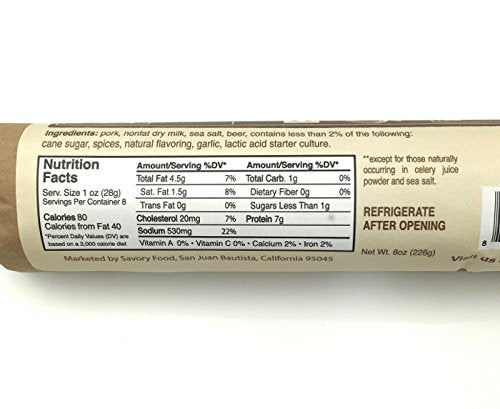 Ingredients: pork, nonfat dry milk, sea salt, beer, contains less than 2% of the following:
cane sugar, spices, natural flavoring, garlic, lactic acid starter culture.
Nutrition
Facts
Serv. Size 1 oz (28g)
Servings Per Container 8
Calories 80
Calories from Fat 40
*Percent Daily Values (DV) are
based on a 2,000 calorie diet
Amount/Serving %DV*
Total Fat 4.5g 7%
Sat. Fat 1.5g 8%
Trans Fat 0g 0%
Cholesterol 20mg 7%
Sodium 530mg 22%
Amount/Serving %DV*
Total Carb. 1g 0%
Dietary Fiber 0g 0%
Sugars Less Than 1g
Protein 7g
Vitamin A 0% • Vitamin C 0% • Calcium 2% • Iron 2%
Marketed by Savory Food, San Juan Bautista, California 95045
**except for those naturally
occurring in celery juice
powder and sea salt.
REFRIGERATE
AFTER OPENING
Net Wt. 8oz (226g)
8
Visit us